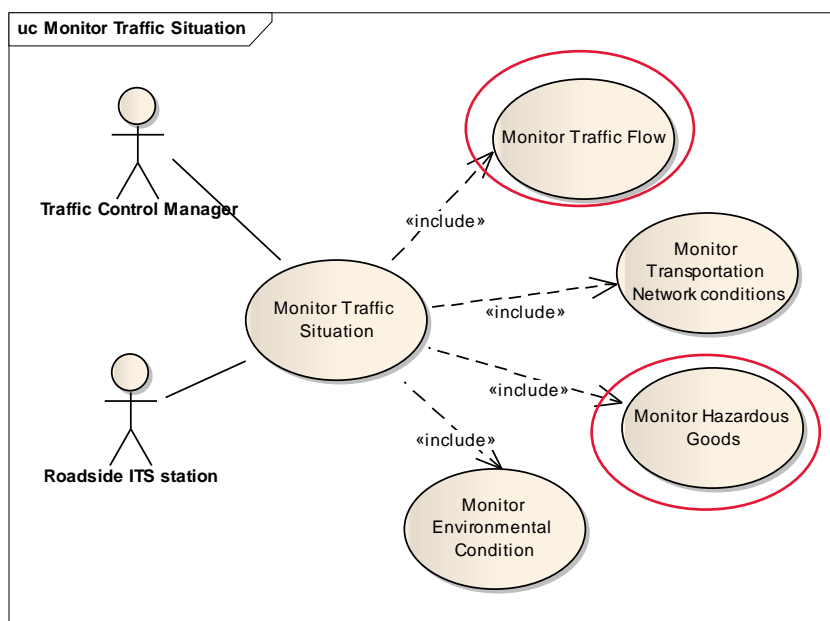 uc Monitor Traffic Situation
Monitor Traffic Flow
Traffic Control Manager
«include»
Monitor
Transportation
Network conditions
Monitor Traffic
Situation
«include»
«include»
Monitor Hazardous
Goods
«include»
Roadside ITS station
Monitor
Environmental
Condition